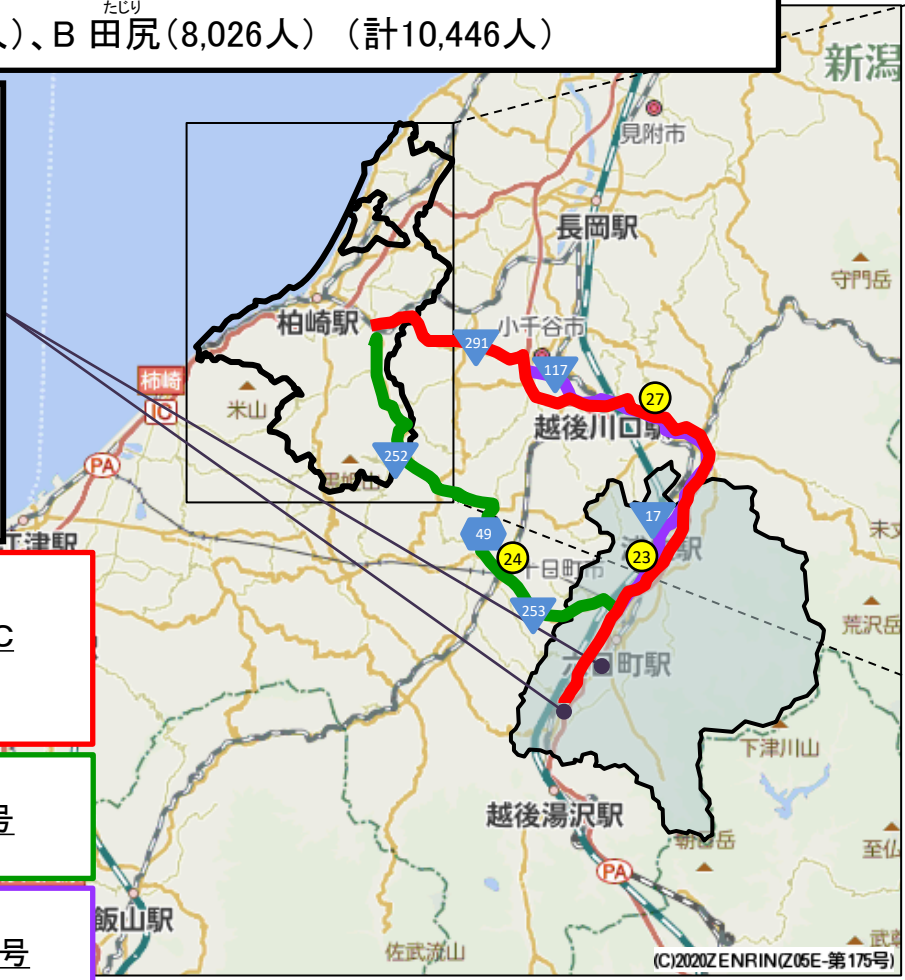 たじり
人)、B 田尻(8,026人) (計10,446人)
新潟
見附市
長岡駅
守門岳
柏崎駅
小千谷市
291
117
柿崎
IC
米山
27
越後川口駅
PA
252
17
49
24
23
十日町市
253
荒沢岳
六日町駅
C
下津川山
越後湯沢駅
号
至仏
PA
飯山駅
号
佐武流山
(C)2020ZENRIN(Z05E-第175号)